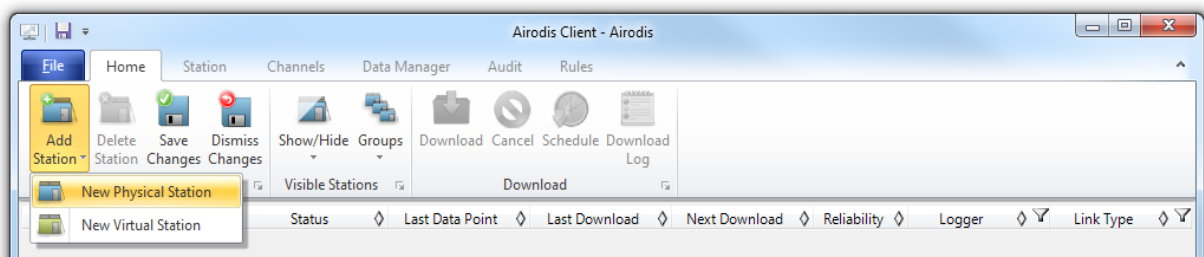 Airodis Client - Airodis
File Home Station Channels Data Manager Audit Rules
Add Station
Delete Station
Save Changes
Dismiss Changes
Show/Hide
Groups
Download
Cancel
Schedule
Download Log
Visible Stations
Download
New Physical Station
New Virtual Station
Status Last Data Point Last Download Next Download Reliability Logger Link Type